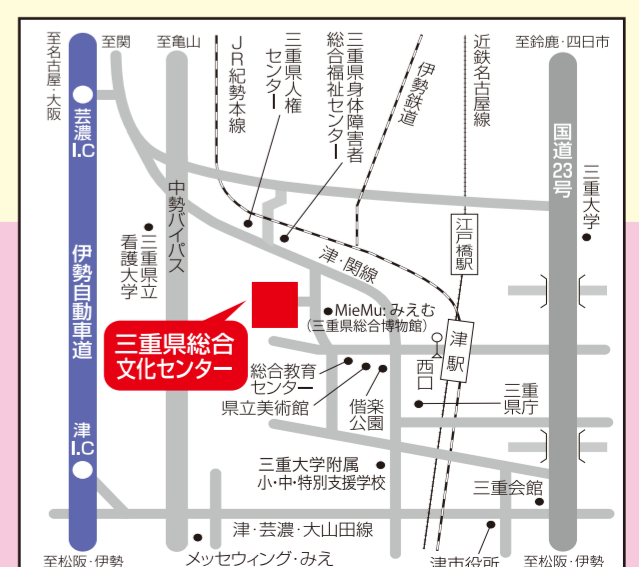 至名古屋・大阪
至関
至亀山
JR紀勢本線
三重県人権
センター
三重県身体障害者
総合福祉センター
伊勢鉄道
近鉄名古屋線
至鈴鹿・四日市
芸濃
I.C
国道23号
三重大学
中勢バイパス
三重県立
看護大学
江戸橋駅
津・関線
伊勢自動車道
MieMu: みえむ
(三重県総合博物館)
三重県総合
文化センター
津駅
西口
総合教育
センター
県立美術館
偕楽
公園
三重
県庁
津
I.C
三重大学附属
小・中・特別支援学校
三重会館
津・芸濃・大山田線
至松阪・伊勢
メッセウィング・みえ
津市役所
至松阪・伊勢